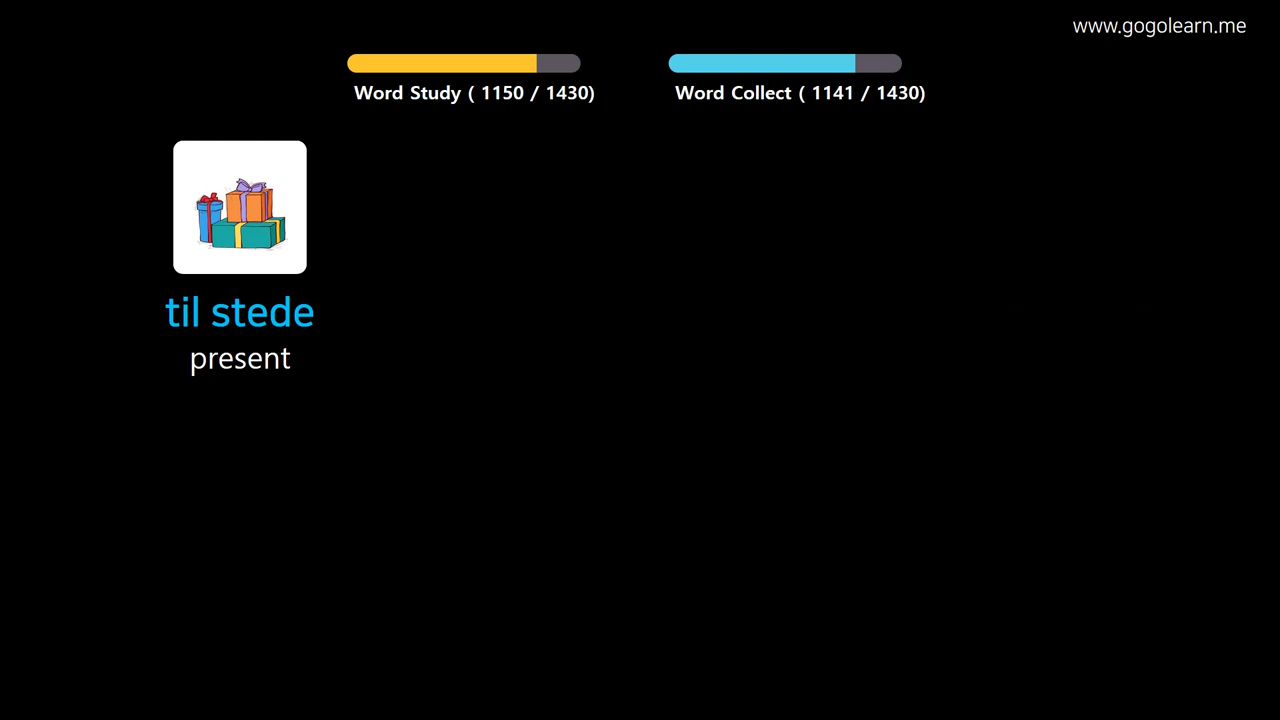 www.gogolearn.me
Word Study ( 1150 / 1430)
Word Collect ( 1141 / 1430)
til stede
present